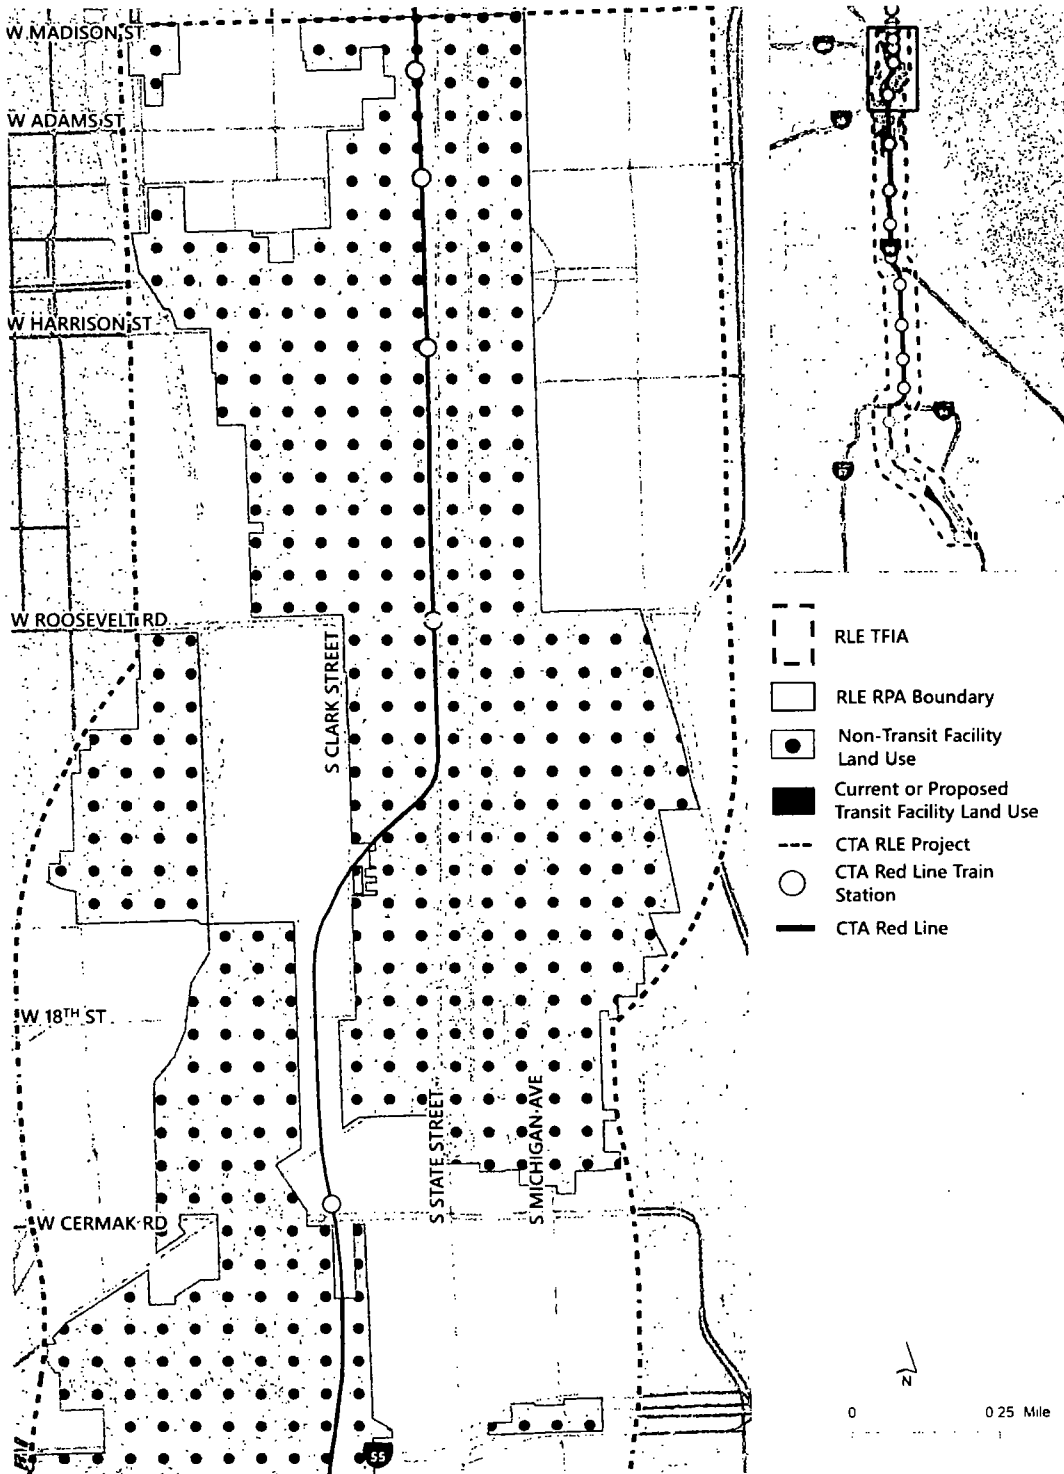 W MADISON ST
W ADAMS ST
W HARRISON ST
W ROOSEVELT RD
S CLARK STREET
W 18TH ST
S STATE STREET
S MICHIGAN AVE
W CERMAK RD
55
RLE TFIA
RLE RPA Boundary
Non-Transit Facility
Land Use
Current or Proposed
Transit Facility Land Use
CTA RLE Project
CTA Red Line Train
Station
CTA Red Line
N
0 0 25 Mile